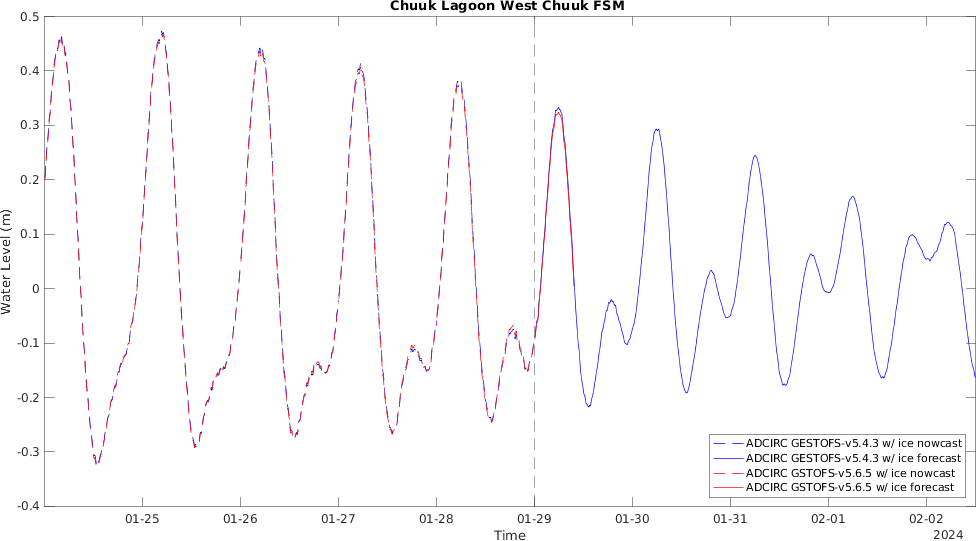 Chuuk Lagoon West Chuuk FSM
Water Level (m)
0.5
0.4
0.3
0.2
0.1
0
-0.1
-0.2
-0.3
-0.4
ADCIRC GESTOFS-v5.4.3 w/ ice nowcast
ADCIRC GESTOFS-v5.4.3 w/ ice forecast
ADCIRC GSTOFS-v5.6.5 w/ ice nowcast
ADCIRC GSTOFS-v5.6.5 w/ ice forecast
01-25 01-26 01-27 01-28 01-29 01-30 01-31 02-01 02-02
Time
2024